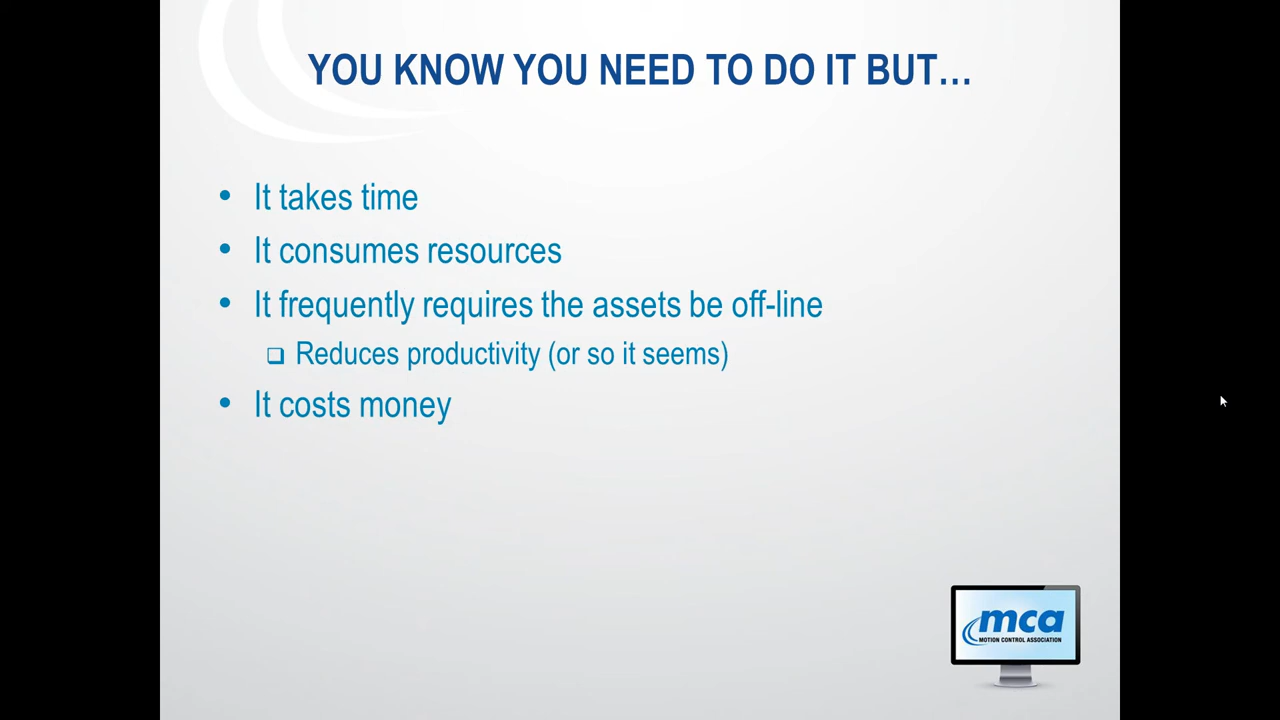 YOU KNOW YOU NEED TO DO IT BUT…
• It takes time
• It consumes resources
• It frequently requires the assets be off-line
❑ Reduces productivity (or so it seems)
• It costs money
mca
MOTION CONTROL ASSOCIATION